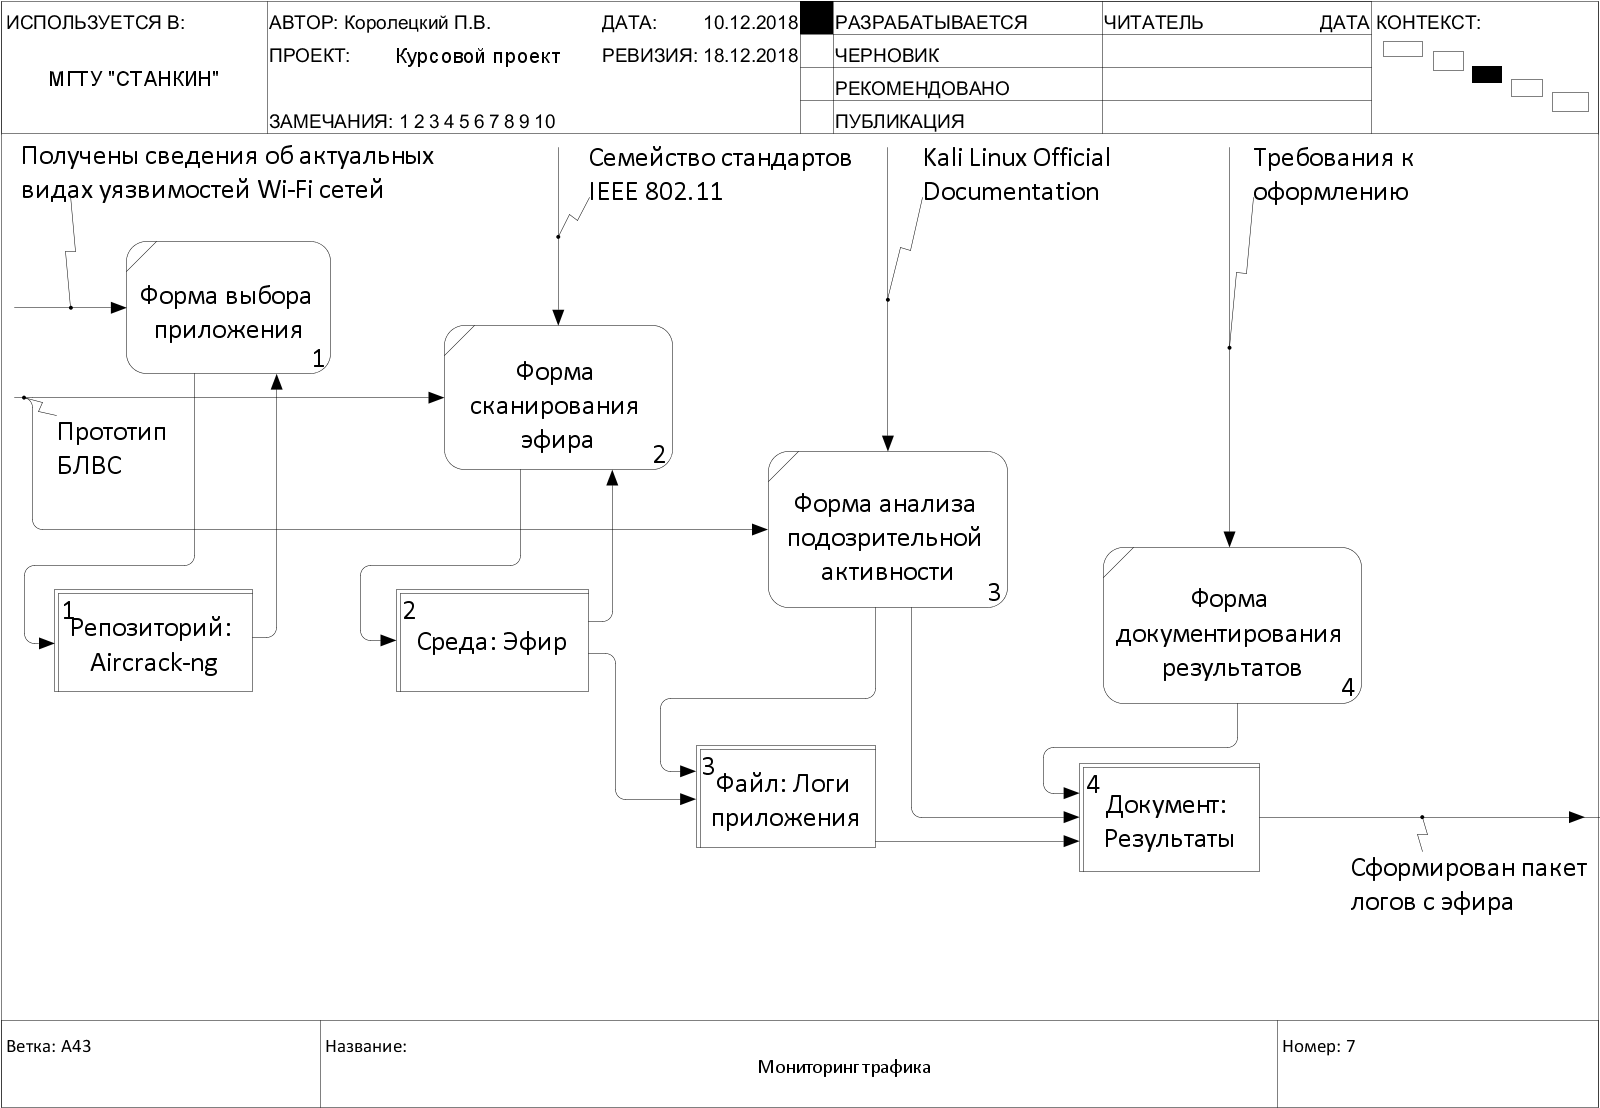 ИСПОЛЬЗУЕТСЯ В:
МГТУ "СТАНКИН"
АВТОР: Королецкий П.В.
ДАТА: 10.12.2018
ПРОЕКТ: Курсовой проект
РЕВИЗИЯ: 18.12.2018
ЗАМЕЧАНИЯ: 1 2 3 4 5 6 7 8 9 10
РАЗРАБАТЫВАЕТСЯ
ЧЕРНОВИК
РЕКОМЕНДОВАНО
ПУБЛИКАЦИЯ
ЧИТАТЕЛЬ
ДАТА
КОНТЕКСТ:
Получены сведения об актуальных
видах уязвимостей Wi-Fi сетей
Семейство стандартов
IEEE 802.11
Kali Linux Official
Documentation
Требования к
оформлению
Форма выбора
приложения
1
Форма
сканирования
эфира
2
Прототип
БЛВС
Форма анализа
подозрительной
активности
3
Форма
документирования
результатов
4
1
Репозиторий:
Aircrack-ng
2
Среда: Эфир
3
Файл: Логи
приложения
4
Документ:
Результаты
Сформирован пакет
логов с эфира
Ветка: A43
Название:
Мониторинг трафика
Номер: 7